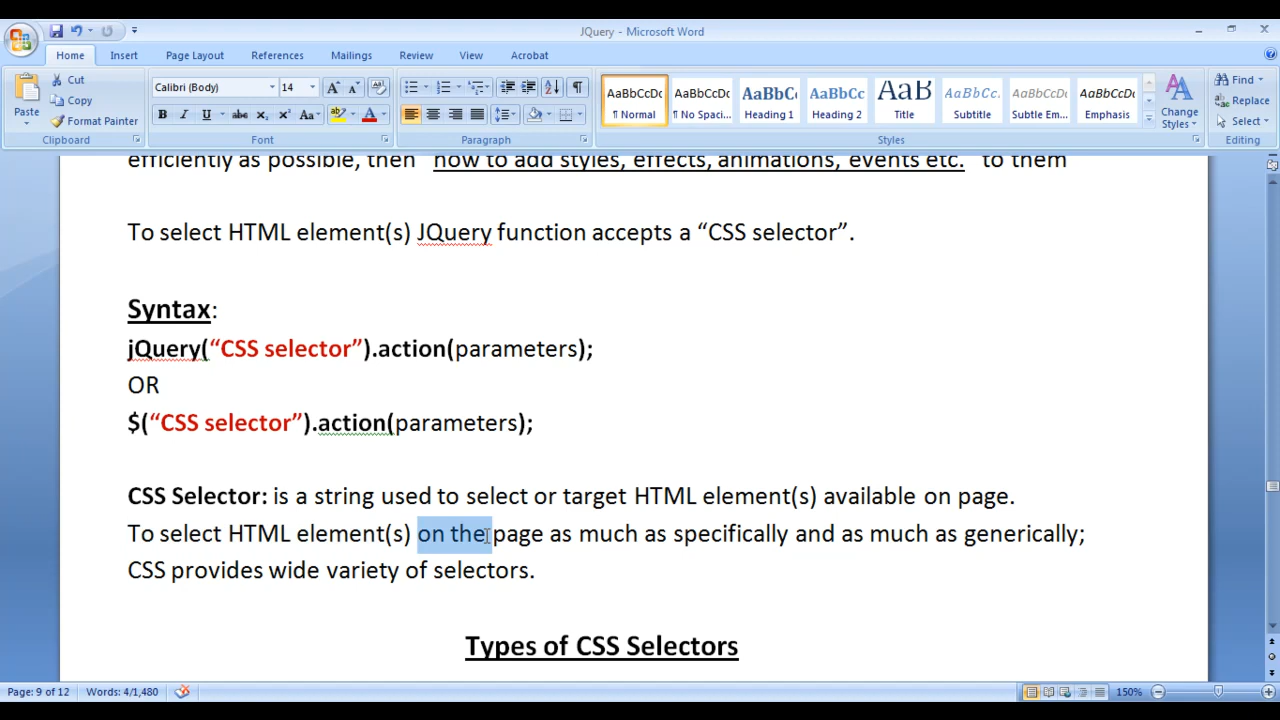 JQuery - Microsoft Word
Home Insert Page Layout References Mailings Review View Acrobat
Paste
Cut
Copy
Format Painter
Clipboard
Calibri (Body) 14
Font
Paragraph
AaBbCcDc AaBbCcDc AaBbC AaBbCc AaB AaBbCc. AaBbCcDc AaBbCcDc
¶ Normal ¶ No Spaci... Heading 1 Heading 2 Title Subtitle Subtle Em... Emphasis
Change Styles
Styles
Find
Replace
Select
Editing
efficiently as possible, then how to add styles, effects, animations, events etc. to them
To select HTML element(s) JQuery function accepts a “CSS selector”.
Syntax:
jQuery(“CSS selector”).action(parameters);
OR
$(“CSS selector”).action(parameters);
CSS Selector: is a string used to select or target HTML element(s) available on page.
To select HTML element(s) on the page as much as specifically and as much as generically;
CSS provides wide variety of selectors.
Types of CSS Selectors
Page: 9 of 12 Words: 4/1,480 150%